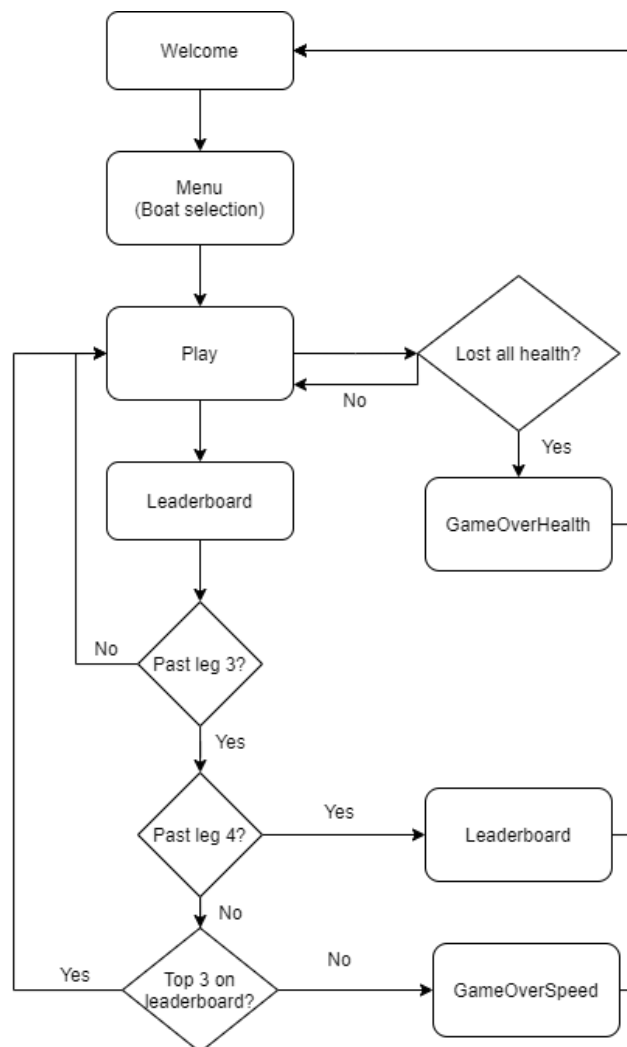 Welcome
Menu
(Boat selection)
Play
Lost all health?
No
Yes
Leaderboard
GameOverHealth
No
Past leg 3?
Yes
Past leg 4?
Yes
Leaderboard
No
Yes
Top 3 on
leaderboard?
No
GameOverSpeed